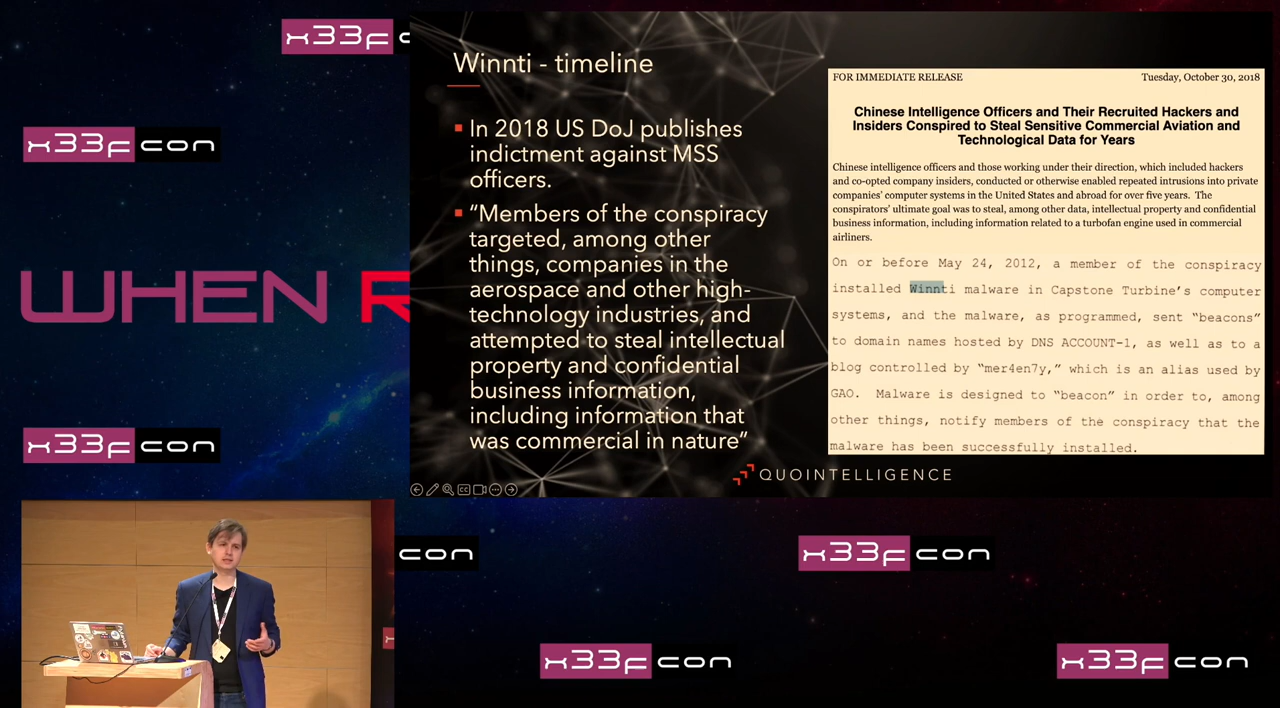 x33f c
x33f con
WHEN R
x33f con
Winnti - timeline
▪ In 2018 US DoJ publishes
indictment against MSS
officers.
▪ “Members of the conspiracy
targeted, among other
things, companies in the
aerospace and other high-
technology industries, and
attempted to steal intellectual
property and confidential
business information,
including information that
was commercial in nature”
FOR IMMEDIATE RELEASE Tuesday, October 30, 2018
Chinese Intelligence Officers and Their Recruited Hackers and
Insiders Conspired to Steal Sensitive Commercial Aviation and
Technological Data for Years
Chinese intelligence officers and those working under their direction, which included hackers
and co-opted company insiders, conducted or otherwise enabled repeated intrusions into private
companies’ computer systems in the United States and abroad for over five years. The
conspirators’ ultimate goal was to steal, among other data, intellectual property and confidential
business information, including information related to a turbofan engine used in commercial
airliners.
On or before May 24, 2012, a member of the conspiracy
installed Winnti malware in Capstone Turbine’s computer
systems, and the malware, as programmed, sent “beacons”
to domain names hosted by DNS ACCOUNT-1, as well as to a
blog controlled by “mer4en7y,” which is an alias used by
GAO. Malware is designed to “beacon” in order to, among
other things, notify members of the conspiracy that the
malware has been successfully installed.
QUOINTELLIGENCE
con
x33f con
x33f con
x33f con